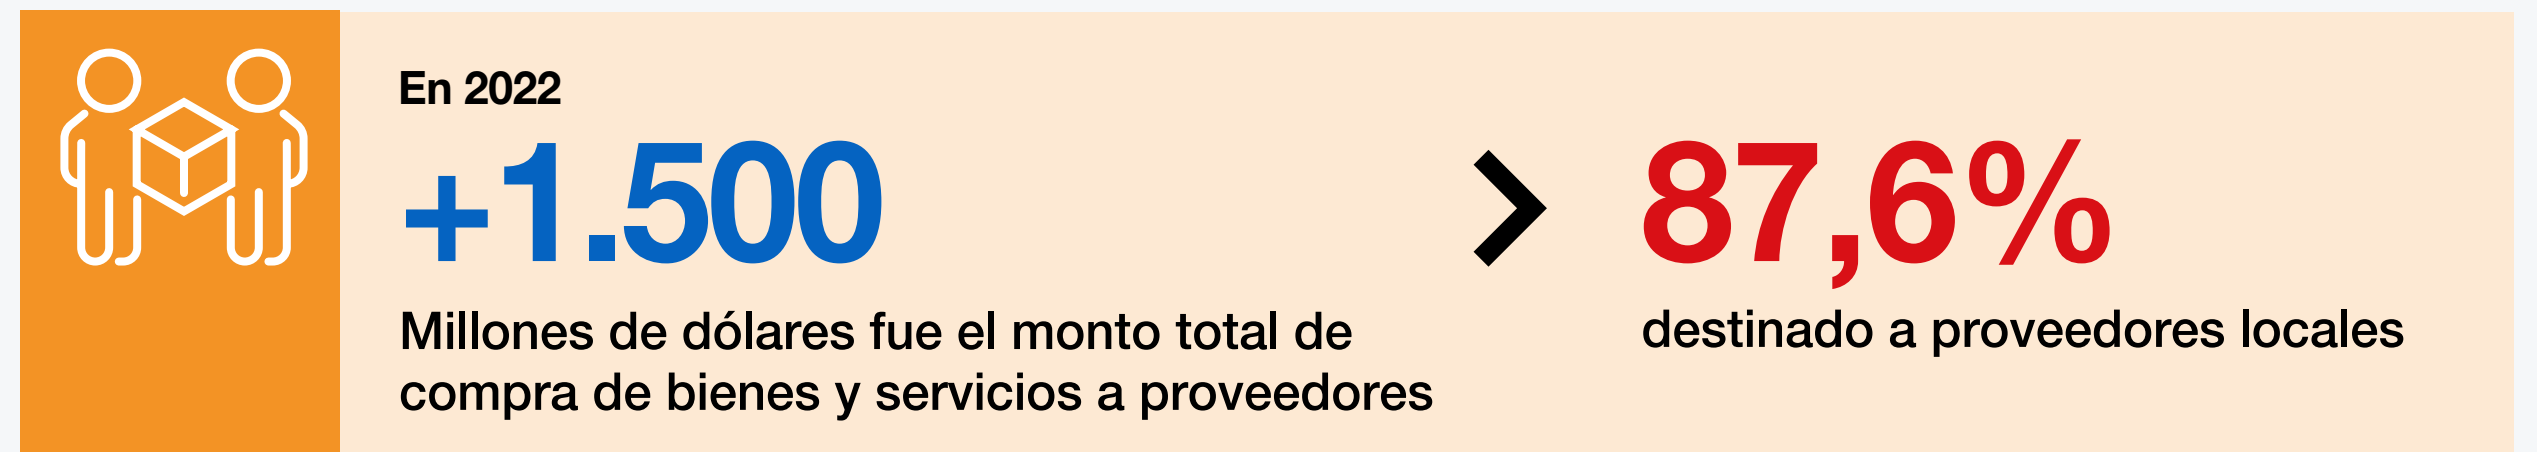 En 2022
+1.500
Millones de dólares fue el monto total de
compra de bienes y servicios a proveedores
87,6%
destinado a proveedores locales